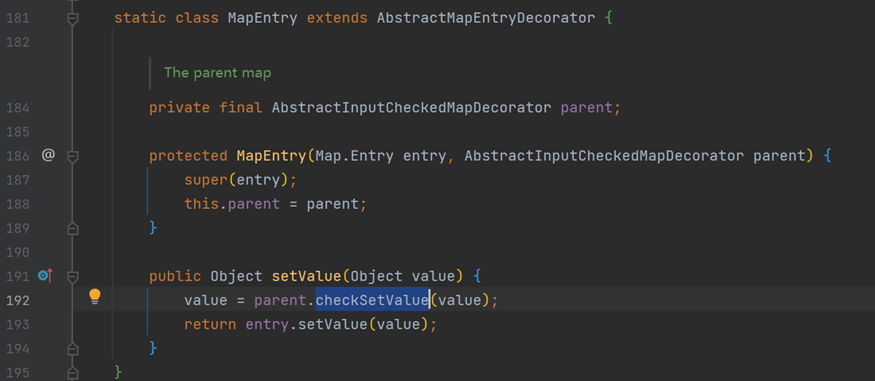 181 static class MapEntry extends AbstractMapEntryDecorator {
182
The parent map
184 private final AbstractInputCheckedMapDecorator parent;
185
186 @ protected MapEntry(Map.Entry entry, AbstractInputCheckedMapDecorator parent) {
187 super(entry);
188 this.parent = parent;
189 }
190
191 public Object setValue(Object value) {
192 value = parent.checkSetValue(value);
193 return entry.setValue(value);
194 }
195 }